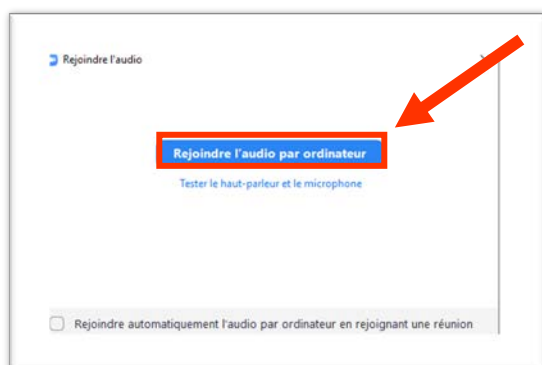 Rejoindre l'audio
Rejoindre l'audio par ordinateur
Tester le haut-parleur et le microphone
Rejoindre automatiquement l'audio par ordinateur en rejoignant une réunion